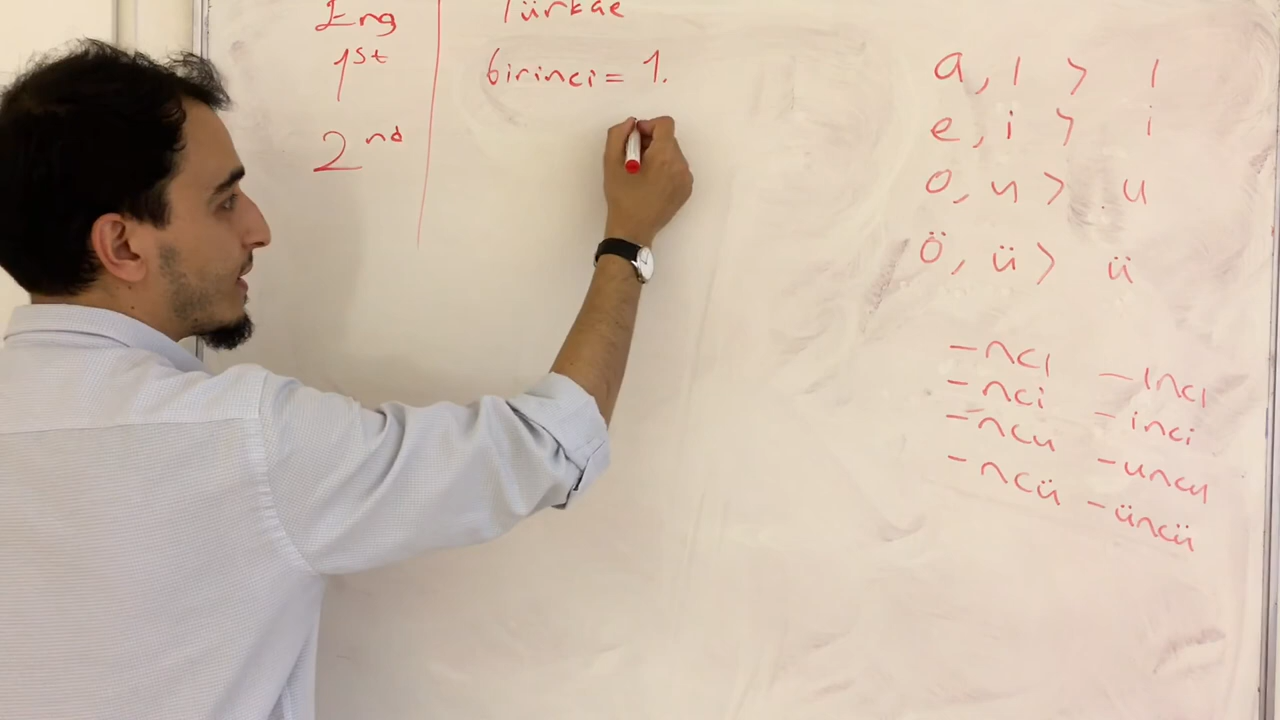 Eng Türkçe
1st birinci = 1.
2nd
a, ı > ı
e, i > i
o, u > u
ö, ü > ü
-ncı -ıncı
-nci -inci
-ncu -uncu
-ncü -üncü